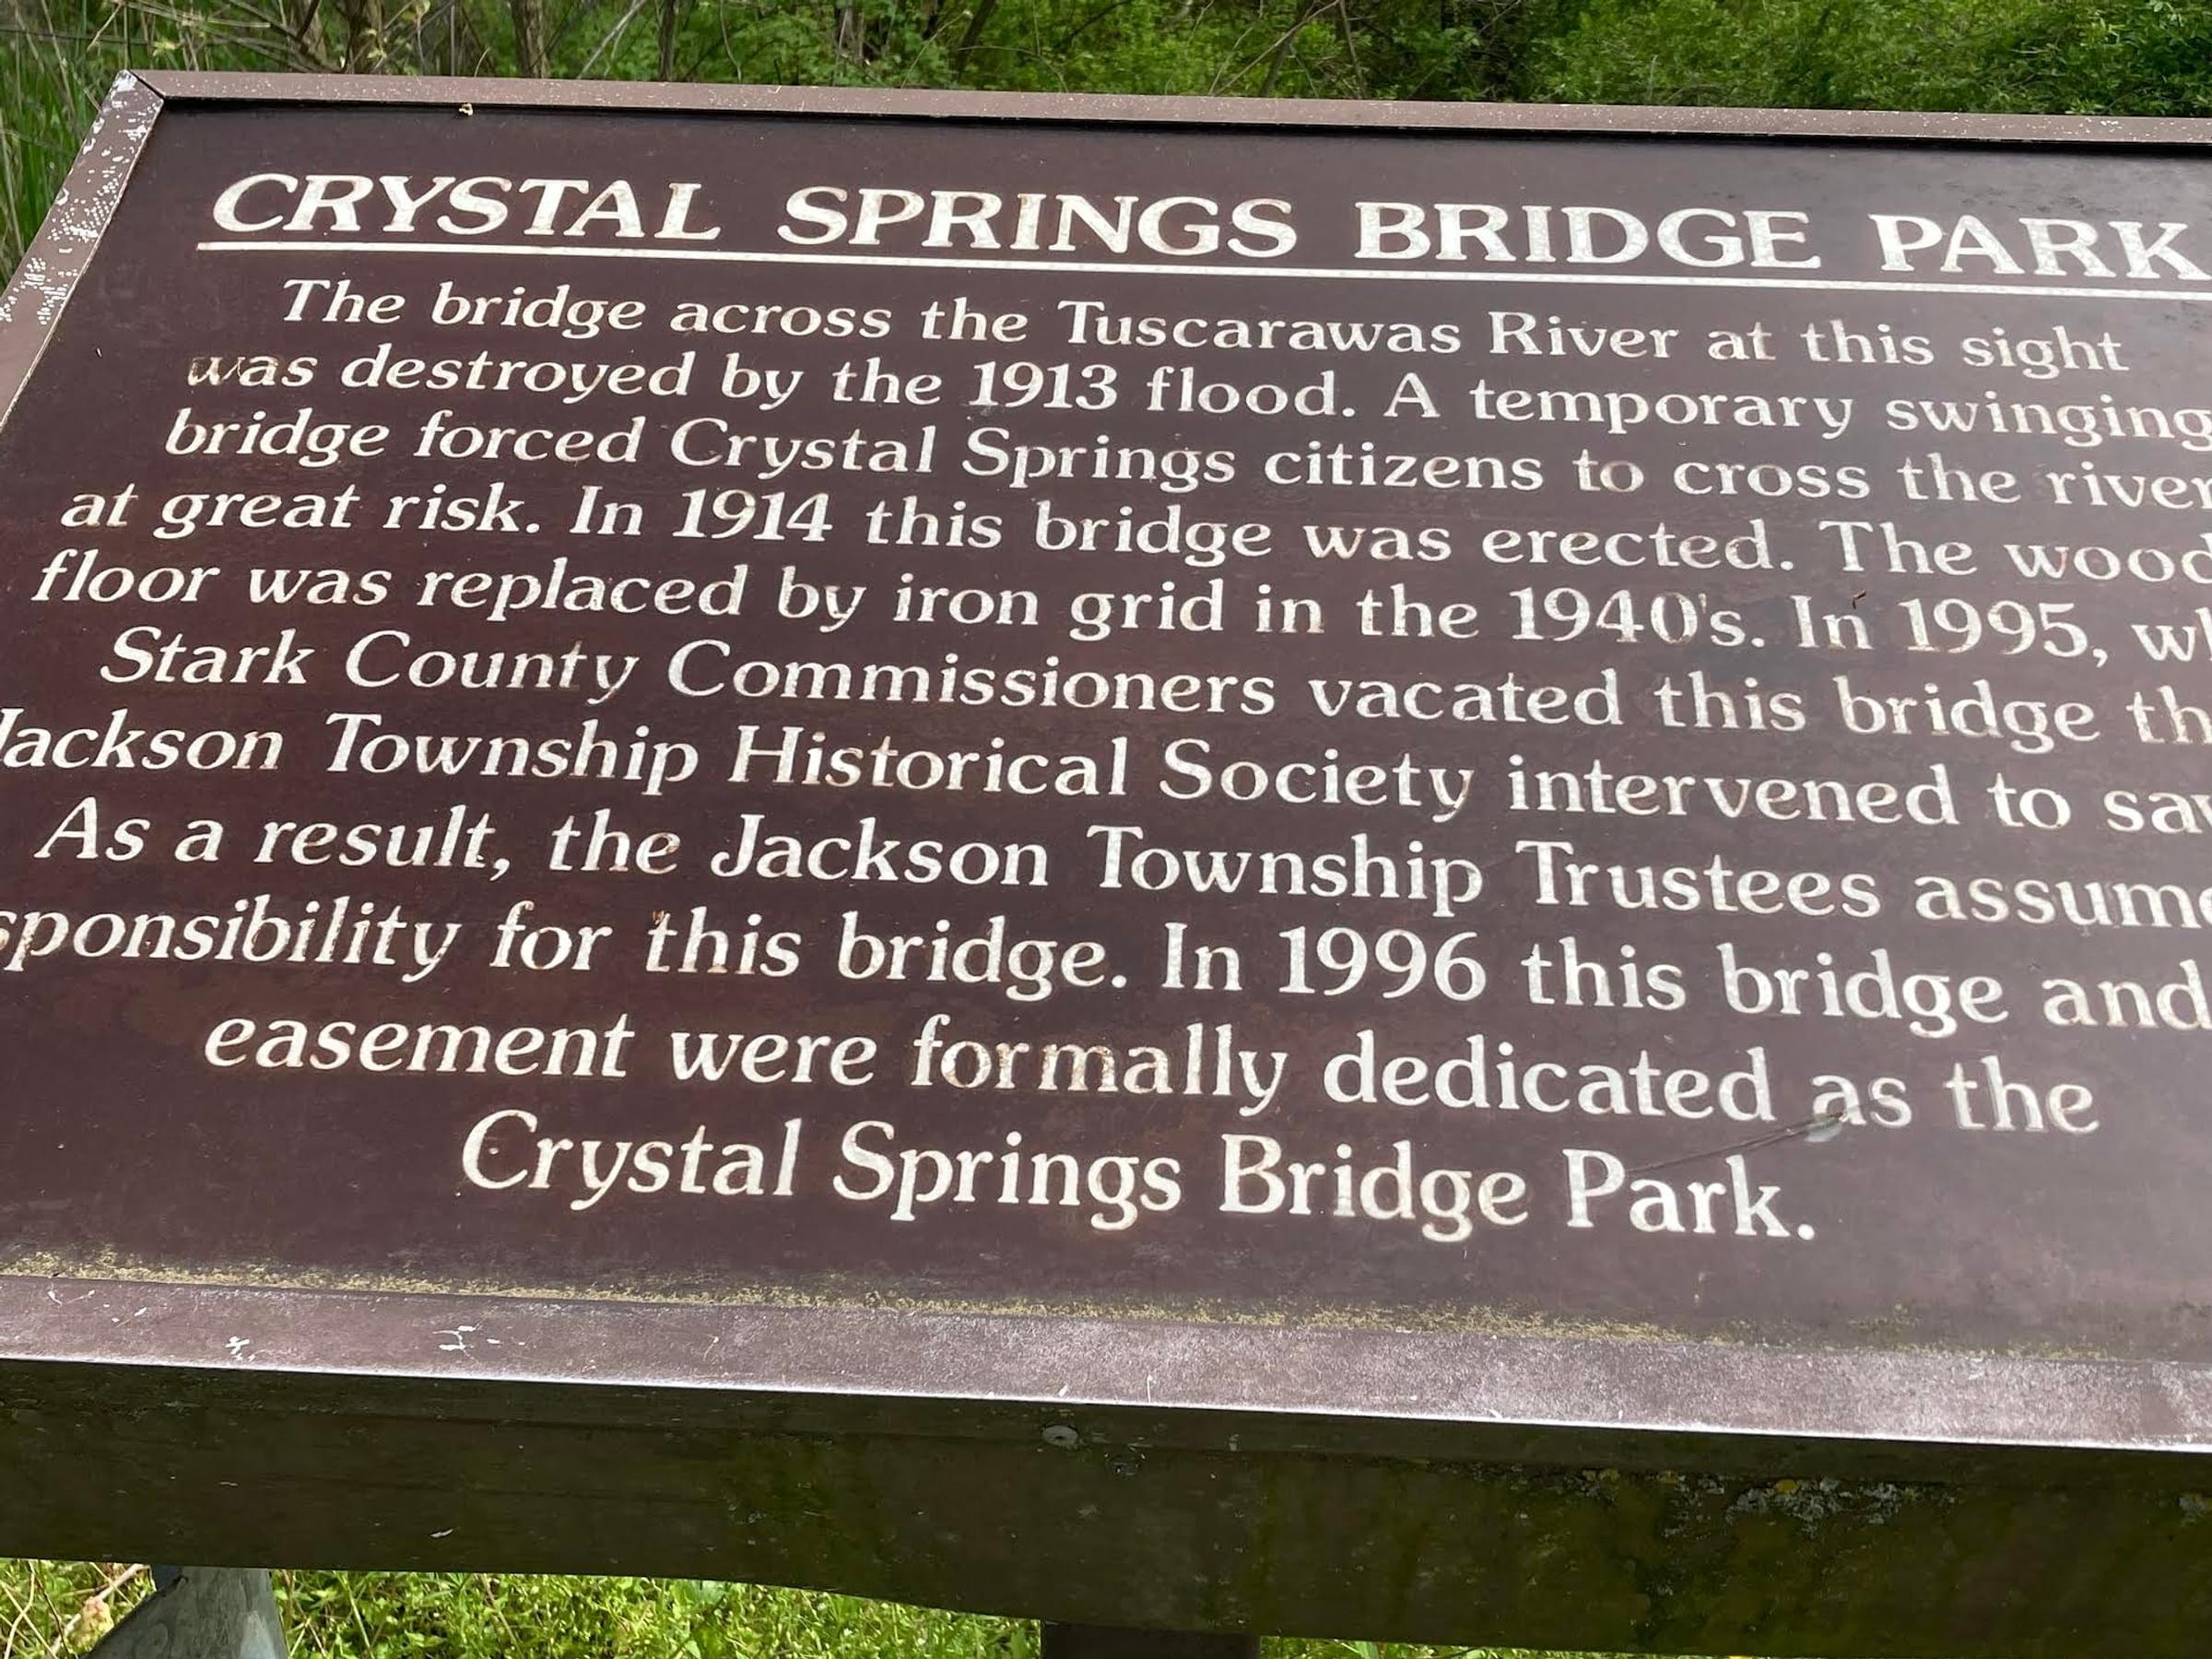 CRYSTAL SPRINGS BRIDGE PARK
The bridge across the Tuscarawas River at this sight
was destroyed by the 1913 flood. A temporary swinging
bridge forced Crystal Springs citizens to cross the river
at great risk. In 1914 this bridge was erected. The wood
floor was replaced by iron grid in the 1940's. In 1995,
Stark County Commissioners vacated this bridge
Jackson Township Historical Society intervened to
As a result, the Jackson Township Trustees
for this bridge. In 1996 this bridge and
easement were formally dedicated as the
Crystal Springs Bridge Park.